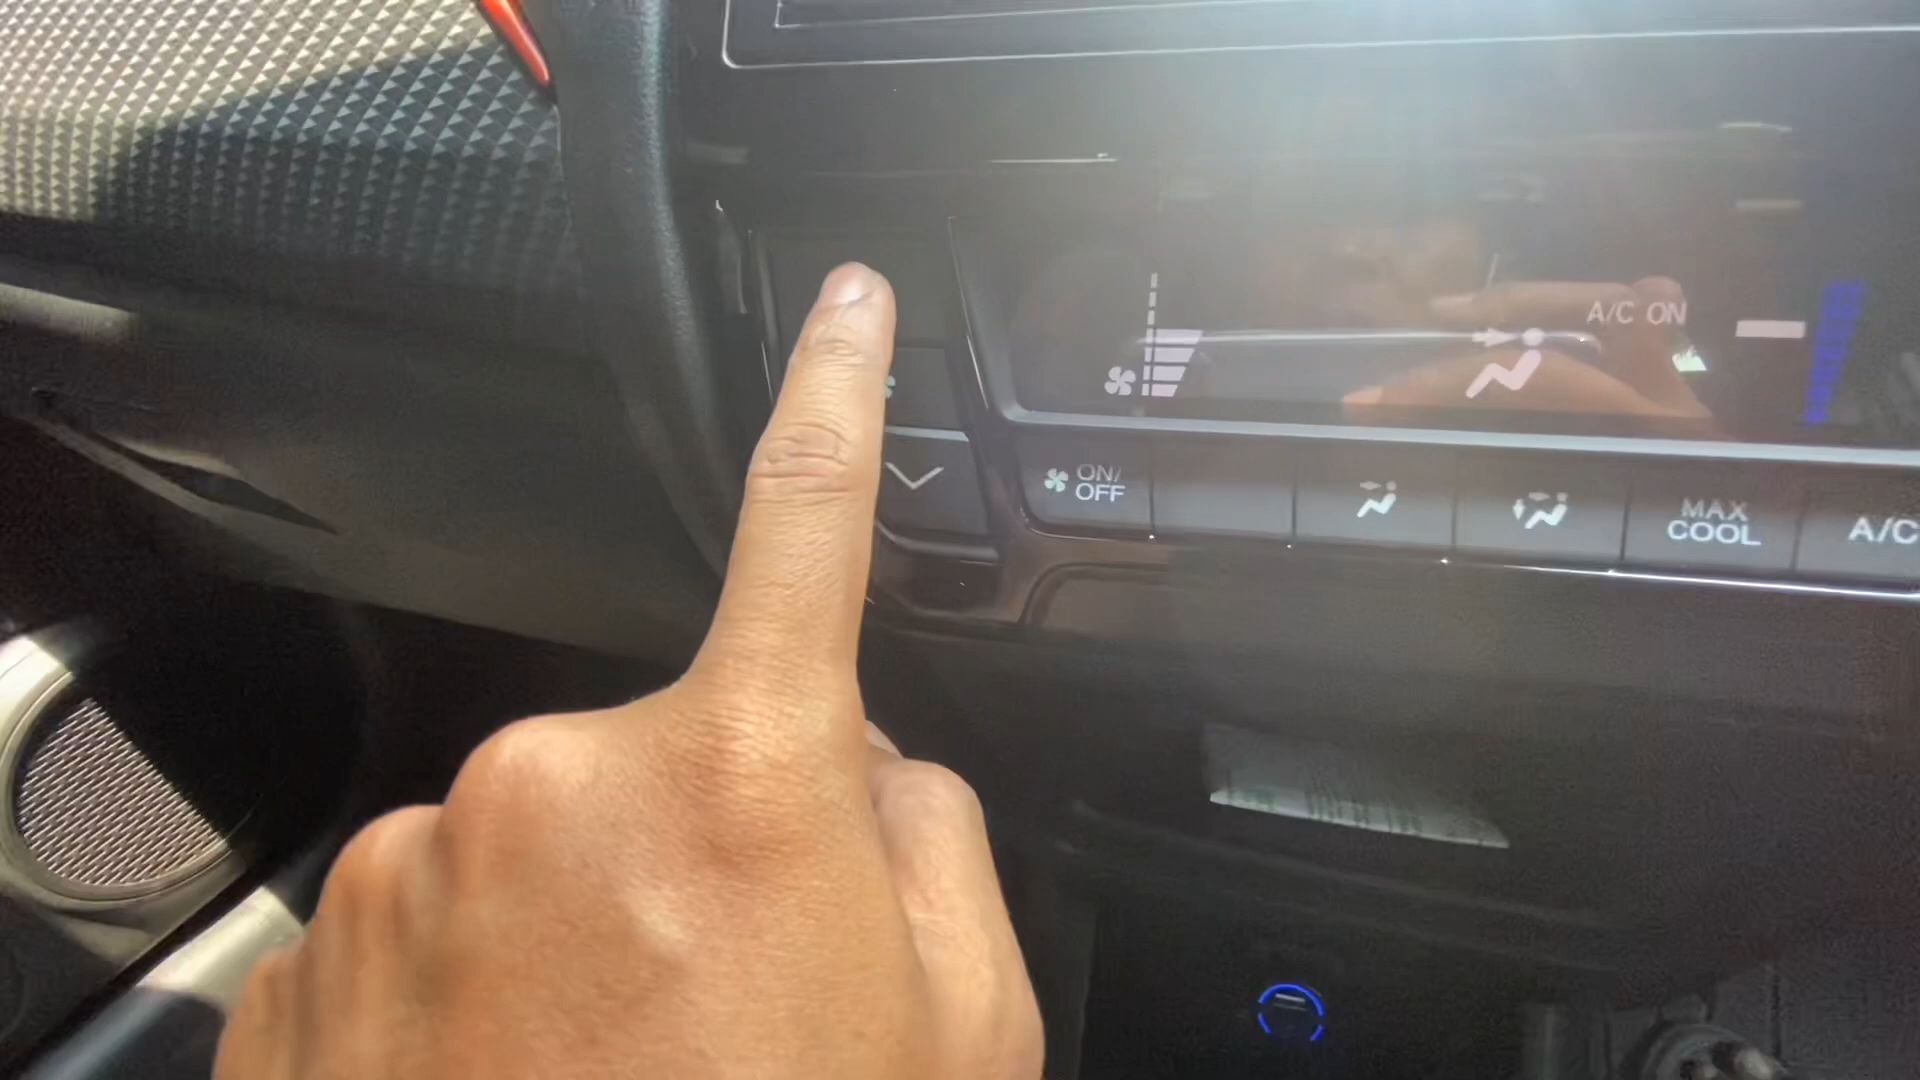 A/C ON
ON/
OFF
MAX
COOL
A/C